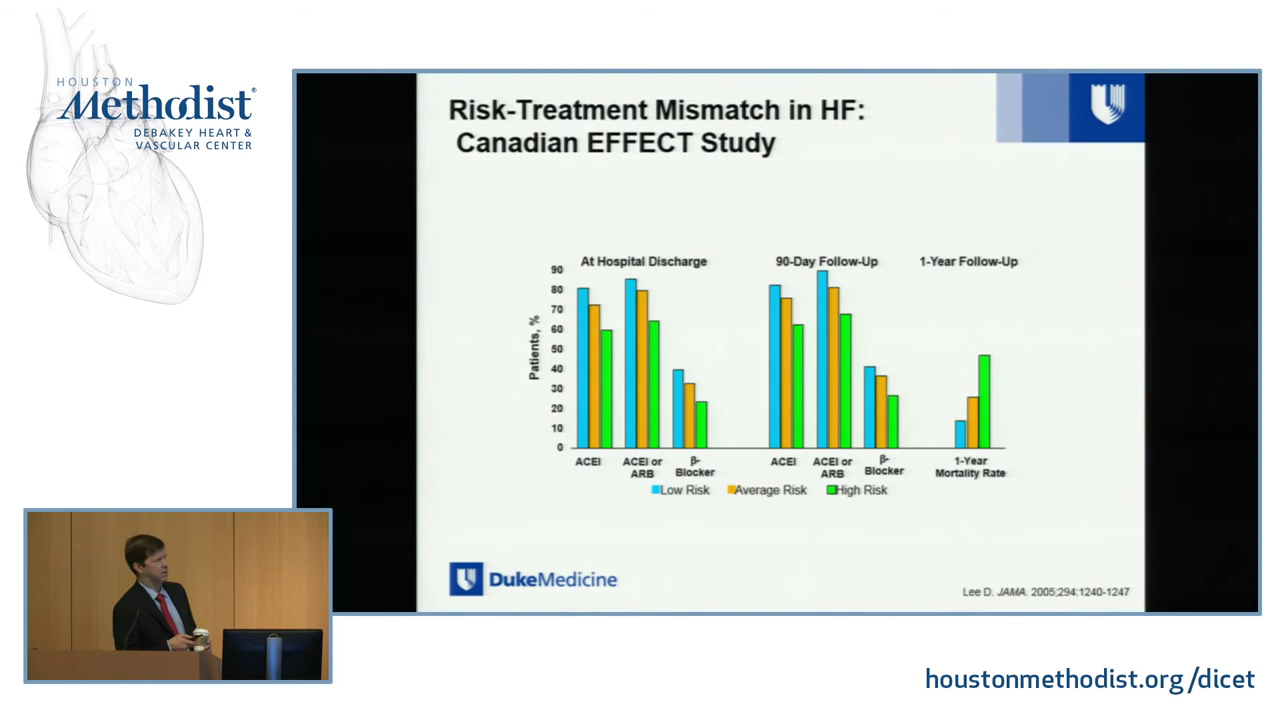 HOUSTON
Methodist®
DEBAKEY HEART &
VASCULAR CENTER
Risk-Treatment Mismatch in HF:
Canadian EFFECT Study
At Hospital Discharge
90-Day Follow-Up
1-Year Follow-Up
Patients, %
90
80
70
60
50
40
30
20
10
0
ACEI
ACEI or
ARB
β-
Blocker
ACEI
ACEI or
ARB
β-
Blocker
1-Year
Mortality Rate
Low Risk
Average Risk
High Risk
DukeMedicine
Lee D. JAMA. 2005;294:1240-1247
houstonmethodist.org/dicet